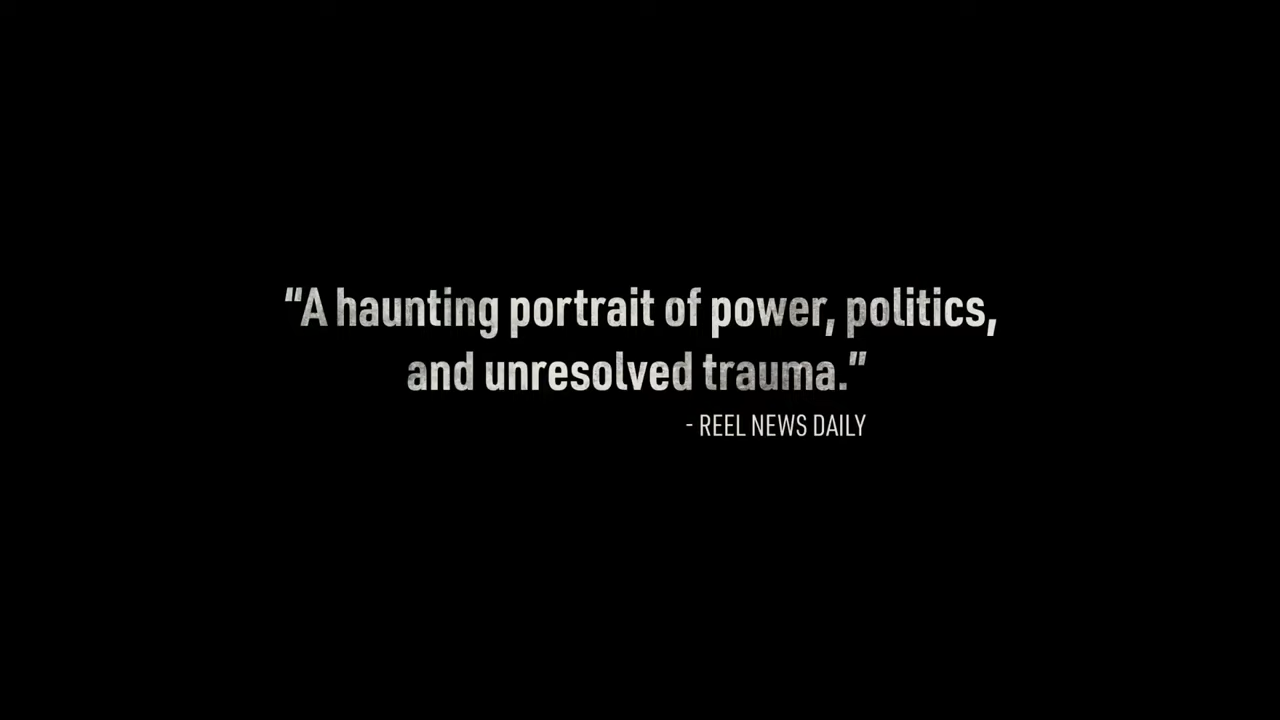 “A haunting portrait of power, politics,
and unresolved trauma.”
- REEL NEWS DAILY